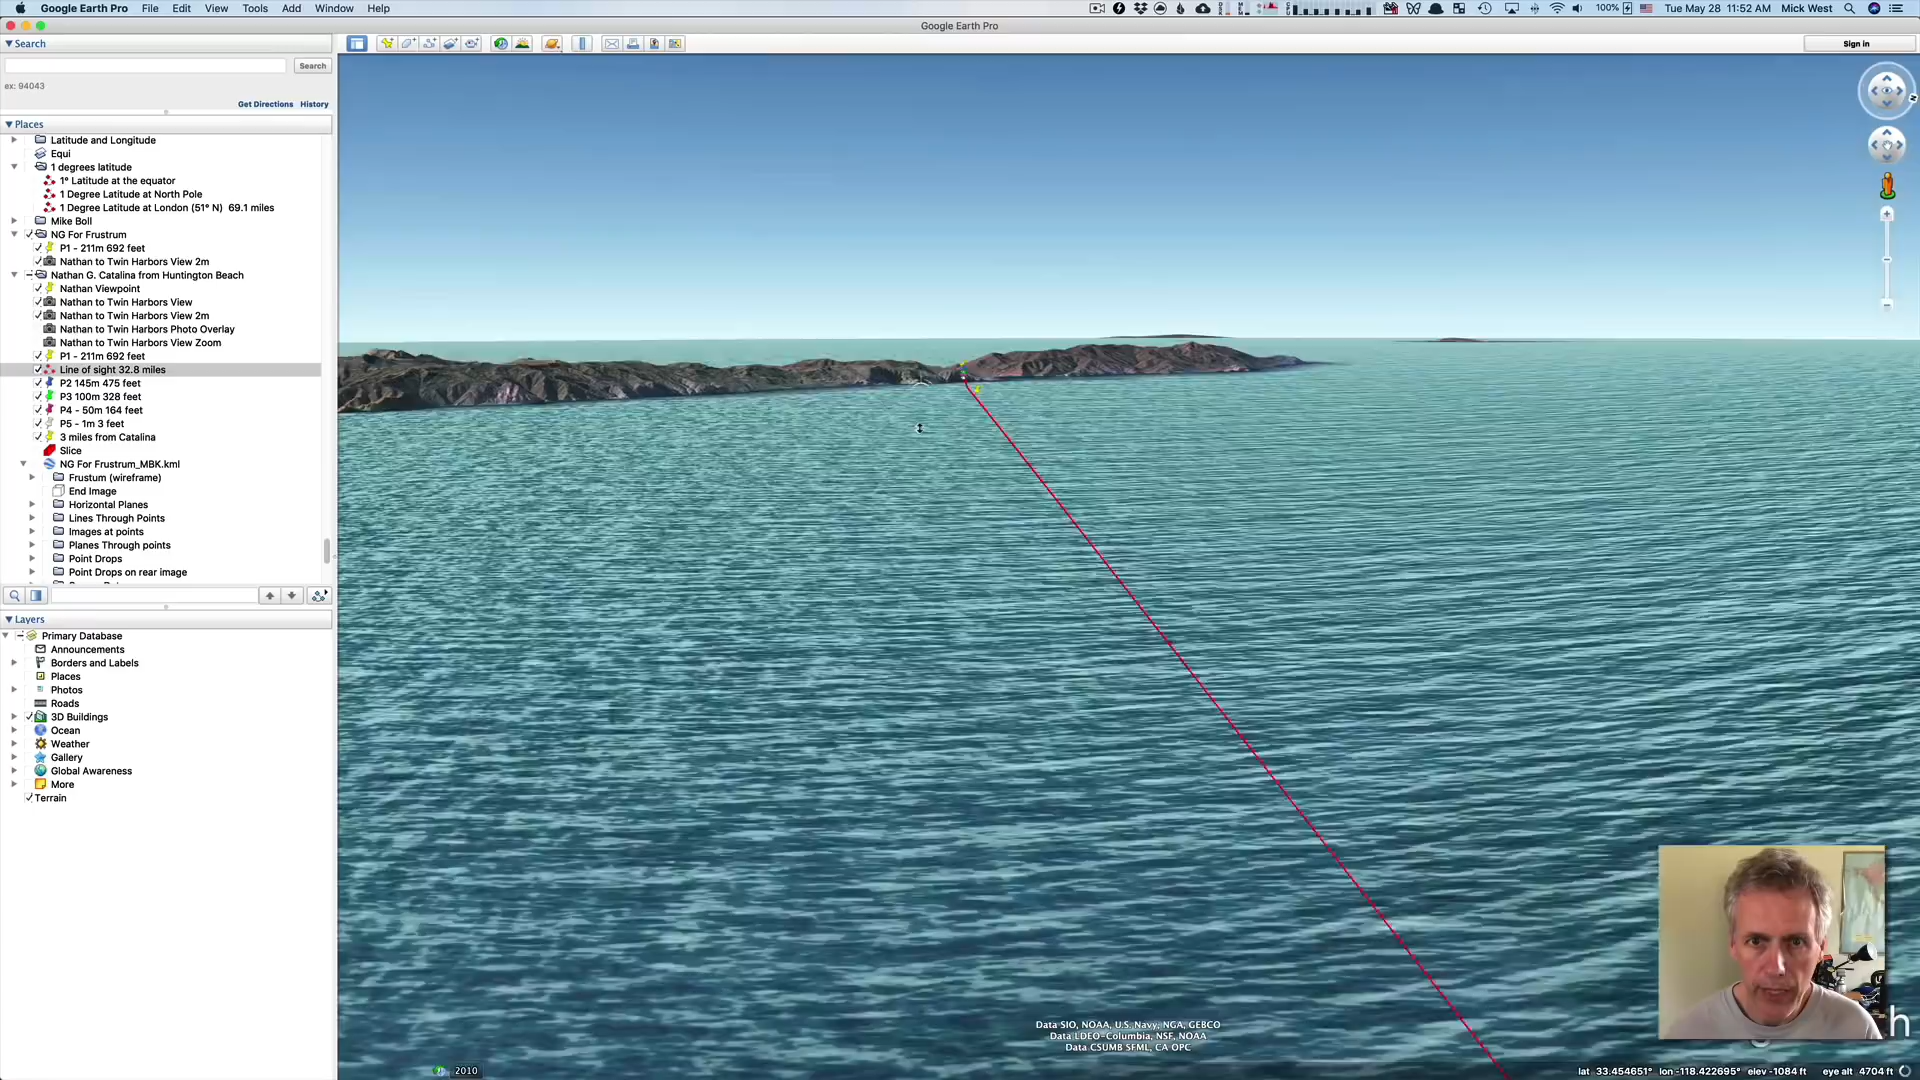 Google Earth Pro File Edit View Tools Add Window Help 100% Tue May 28 11:52 AM Mick West
Google Earth Pro
Search
Sign in
Search
ex: 94043
Get Directions History
Places
Latitude and Longitude
Equi
1 degrees latitude
1° Latitude at the equator
1 Degree Latitude at North Pole
1 Degree Latitude at London (51° N) 69.1 miles
Mike Boll
NG For Frustrum
P1 - 211m 692 feet
Nathan to Twin Harbors View 2m
Nathan G. Catalina from Huntington Beach
Nathan Viewpoint
Nathan to Twin Harbors View
Nathan to Twin Harbors View 2m
Nathan to Twin Harbors Photo Overlay
Nathan to Twin Harbors View Zoom
P1 - 211m 692 feet
Line of sight 32.8 miles
P2 145m 475 feet
P3 100m 328 feet
P4 - 50m 164 feet
P5 - 1m 3 feet
3 miles from Catalina
Slice
NG For Frustrum_MBK.kml
Frustum (wireframe)
End Image
Horizontal Planes
Lines Through Points
Images at points
Planes Through points
Point Drops
Point Drops on rear image
Layers
Primary Database
Announcements
Borders and Labels
Places
Photos
Roads
3D Buildings
Ocean
Weather
Gallery
Global Awareness
More
Terrain
N
Data SIO, NOAA, U.S. Navy, NGA, GEBCO
Data LDEO-Columbia, NSF, NOAA
Data CSUMB SFML, CA OPC
h
2010
lat 33.454651° lon -118.422695° elev -1084 ft eye alt 4704 ft